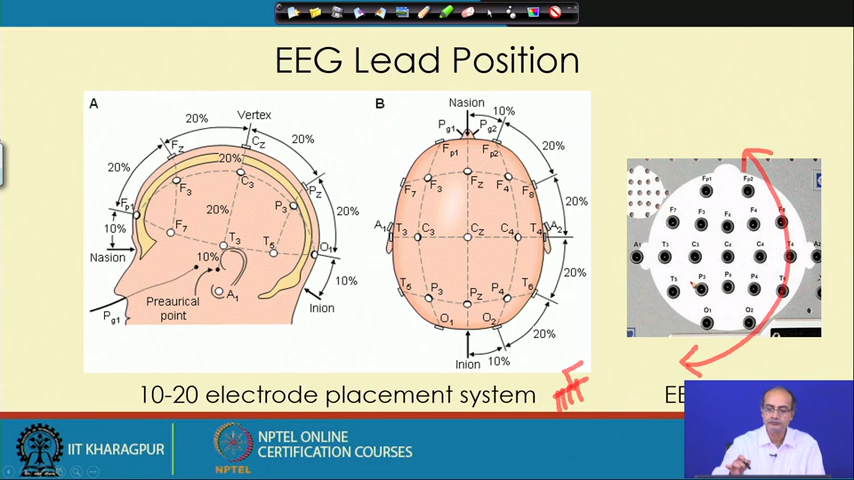 EEG Lead Position
A
20%
Vertex
Cz
20%
Fz
20%
20%
C3
Pz
20%
F3
Fp1
20%
P3
20%
10%
F7
T3
T5
O1
Nasion
10%
10%
Preaurical
point
A1
Inion
Pg1
B
Nasion
10%
Pg1
Pg2
Fp1
Fp2
20%
F7
F3
Fz
F4
F8
20%
A1
T3
C3
Cz
C4
T4
A2
20%
T5
P3
Pz
P4
T6
O1
O2
20%
Inion
10%
Fp1
Fp2
F7
F3
Fz
F4
F8
A1
T3
C3
Cz
C4
T4
A2
T5
P3
Pz
P4
T6
O1
O2
10-20 electrode placement system
EE
F
IIT KHARAGPUR
NPTEL
NPTEL ONLINE
CERTIFICATION COURSES